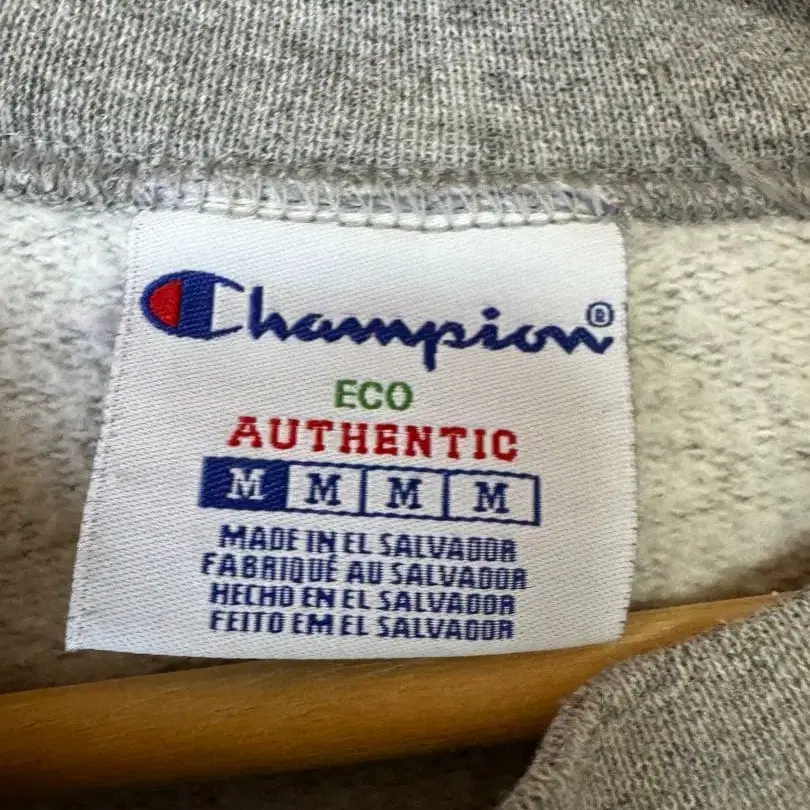 Champion®
ECO
AUTHENTIC
M M M M
MADE IN EL SALVADOR
FABRIQUÉ AU SALVADOR
HECHO EN EL SALVADOR
FEITO EM EL SALVADOR